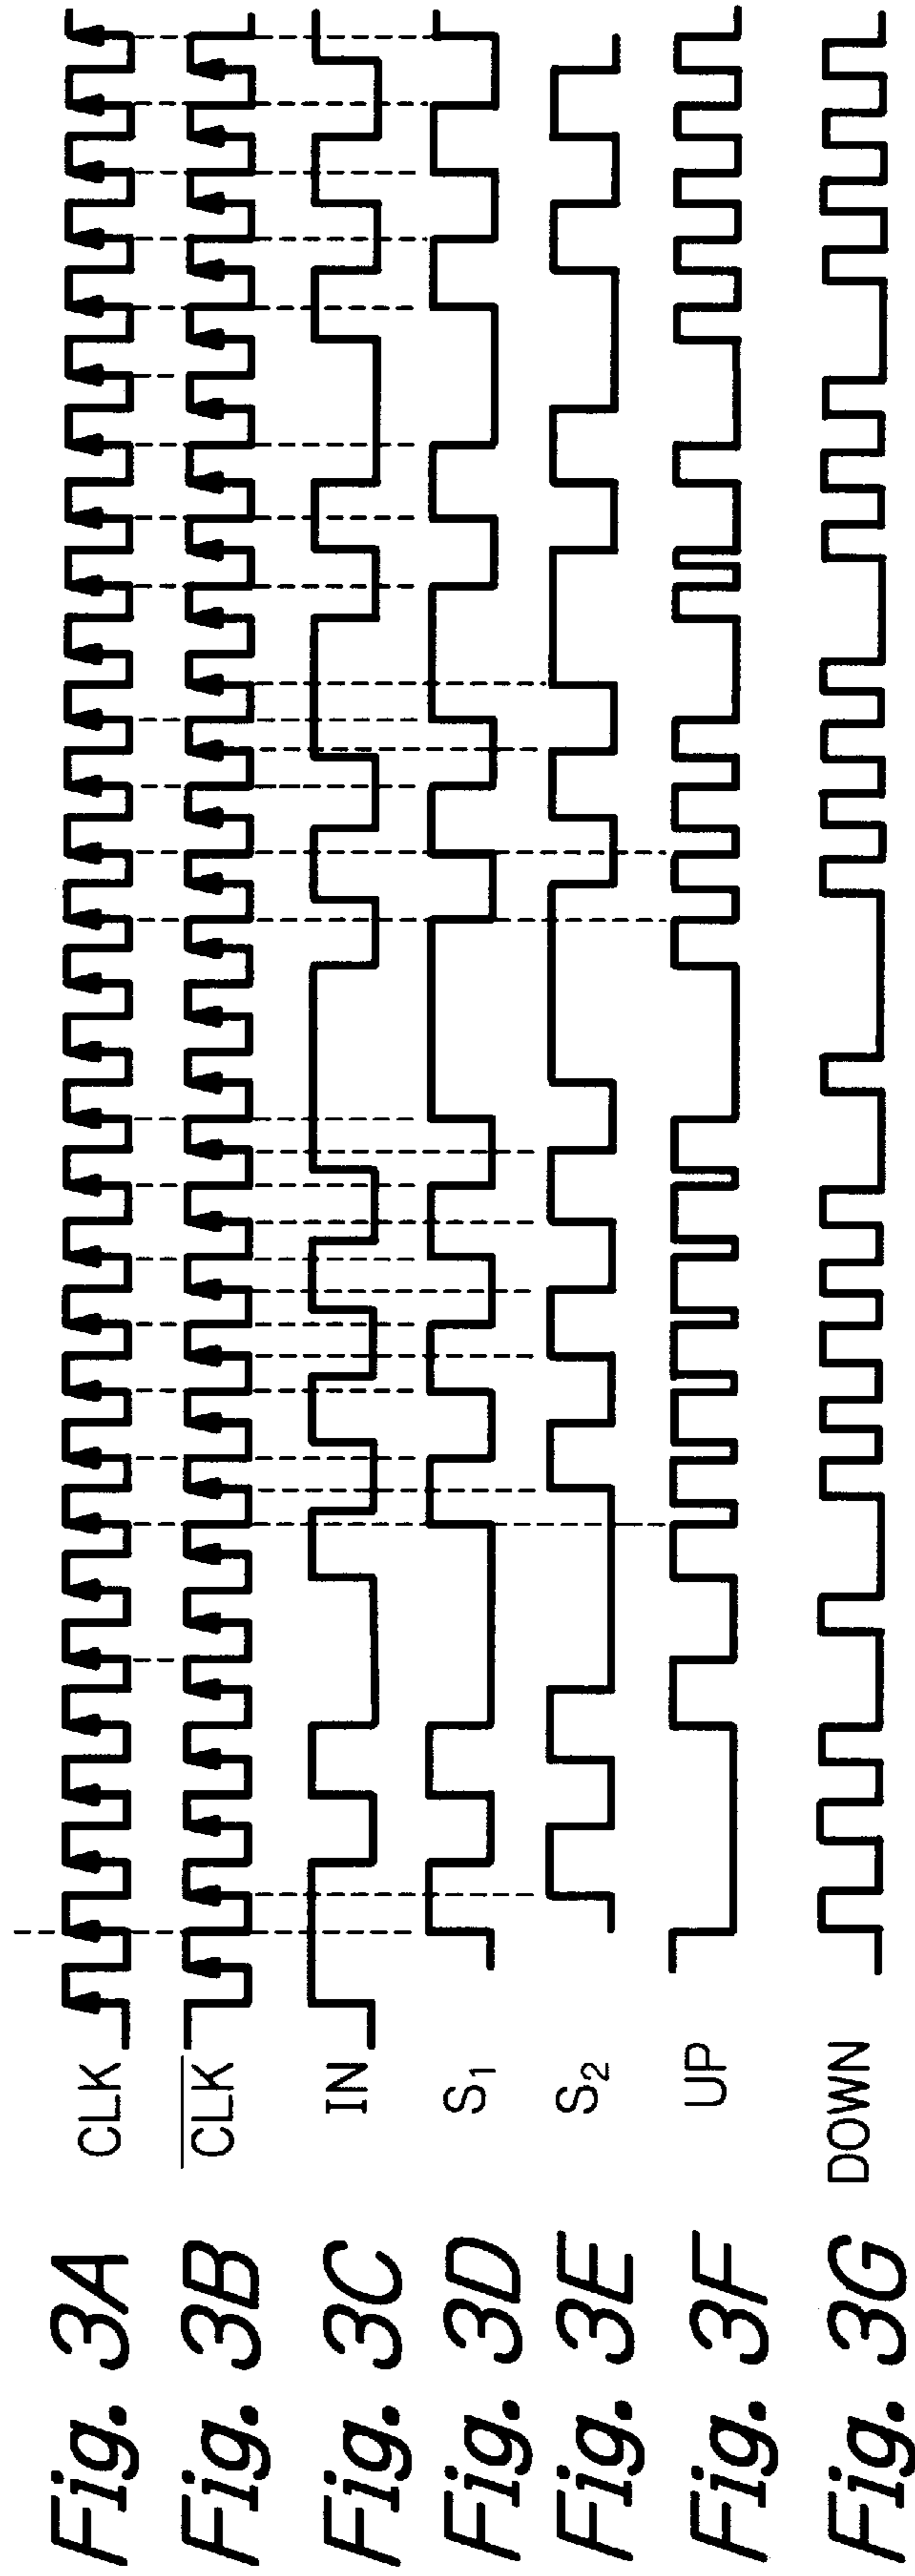 Fig. 3A CLK
Fig. 3B C̅L̅K̅
Fig. 3C IN
Fig. 3D S₁
Fig. 3E S₂
Fig. 3F UP
Fig. 3G DOWN